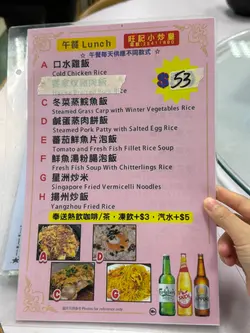 午餐 Lunch
旺記小炒皇
☆ 午餐每天供應不同款式 ☆
$53
A 口水雞飯
Cold Chicken Rice
C 冬菜蒸鯇魚飯
Steamed Grass Carp with Winter Vegetables Rice
D 鹹蛋蒸肉餅飯
Steamed Pork Patty with Salted Egg Rice
E 蕃茄鮮魚片泡飯
Tomato and Fresh Fish Fillet Rice Soup
F 鮮魚湯粉腸泡飯
Fresh Fish Soup With Chitterlings Rice
G 星洲炒米
Singapore Fried Vermicelli Noodles
H 揚州炒飯
Yangzhou Fried Rice
奉送熱飲咖啡/茶，凍飲+$3，汽水+$5
A
D
C
H
G